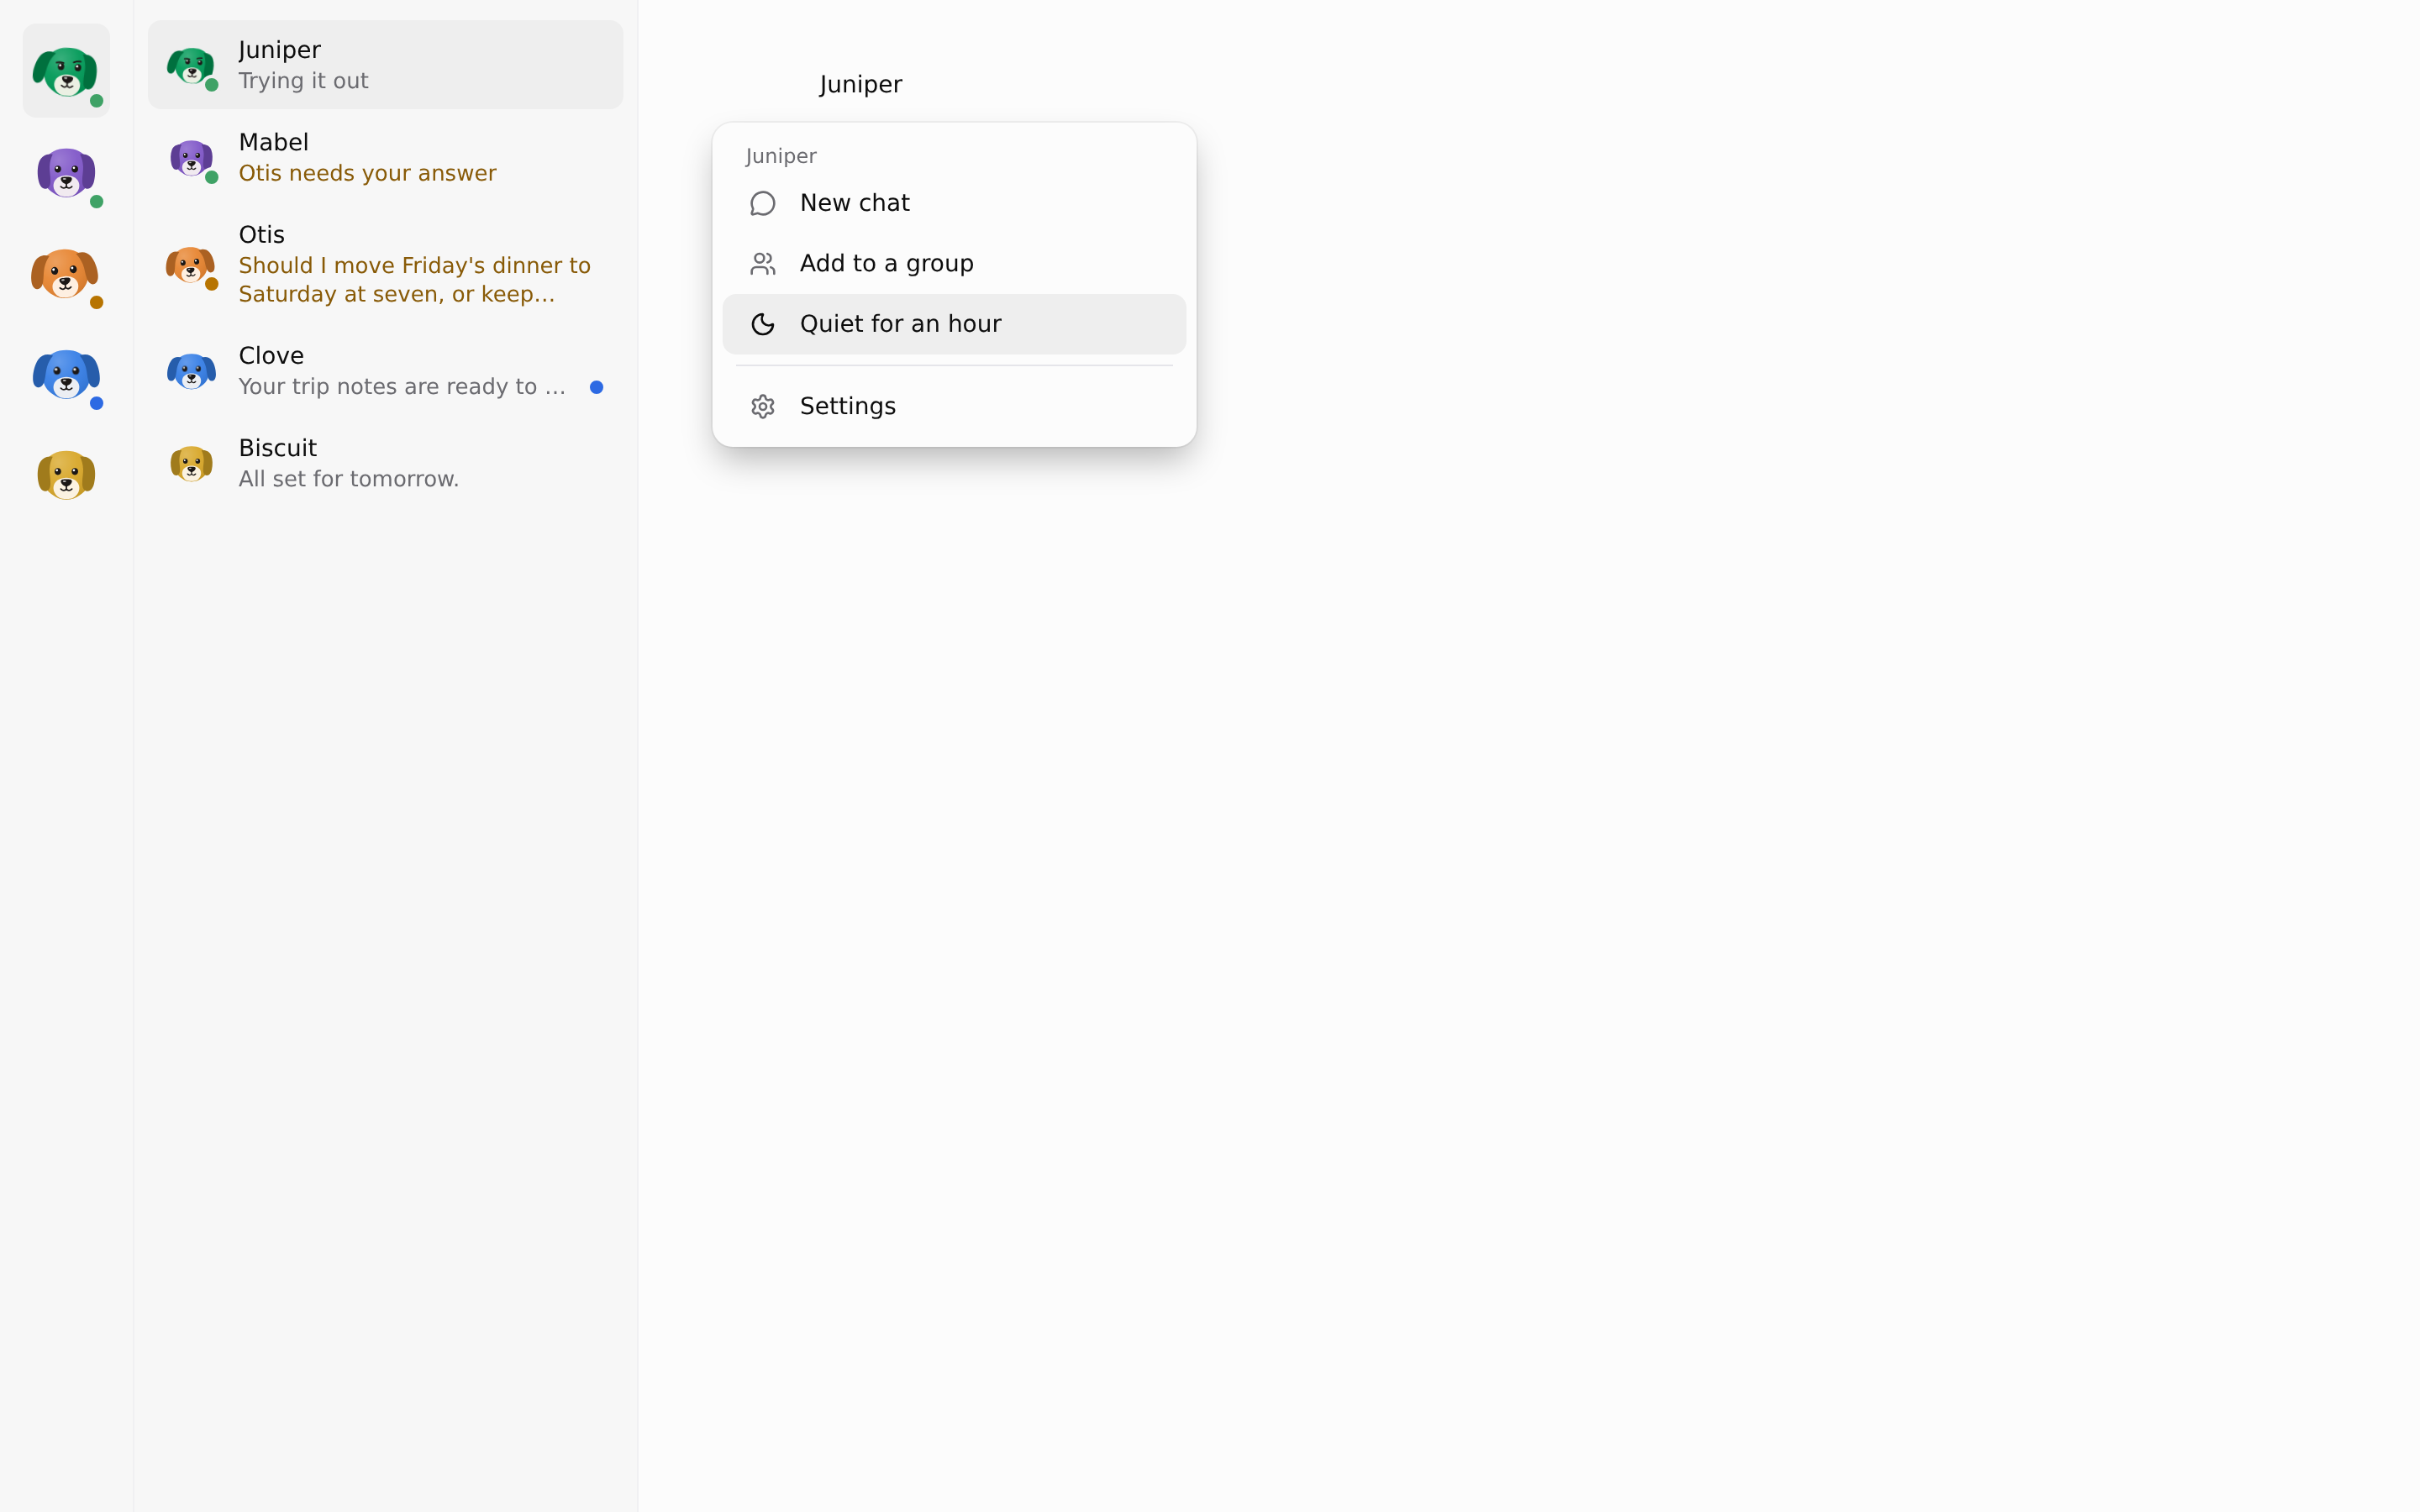 Juniper
Trying it out
Mabel
Otis needs your answer
Otis
Should I move Friday's dinner to
Saturday at seven, or keep…
Clove
Your trip notes are ready to …
Biscuit
All set for tomorrow.
Juniper
Juniper
New chat
Add to a group
Quiet for an hour
Settings